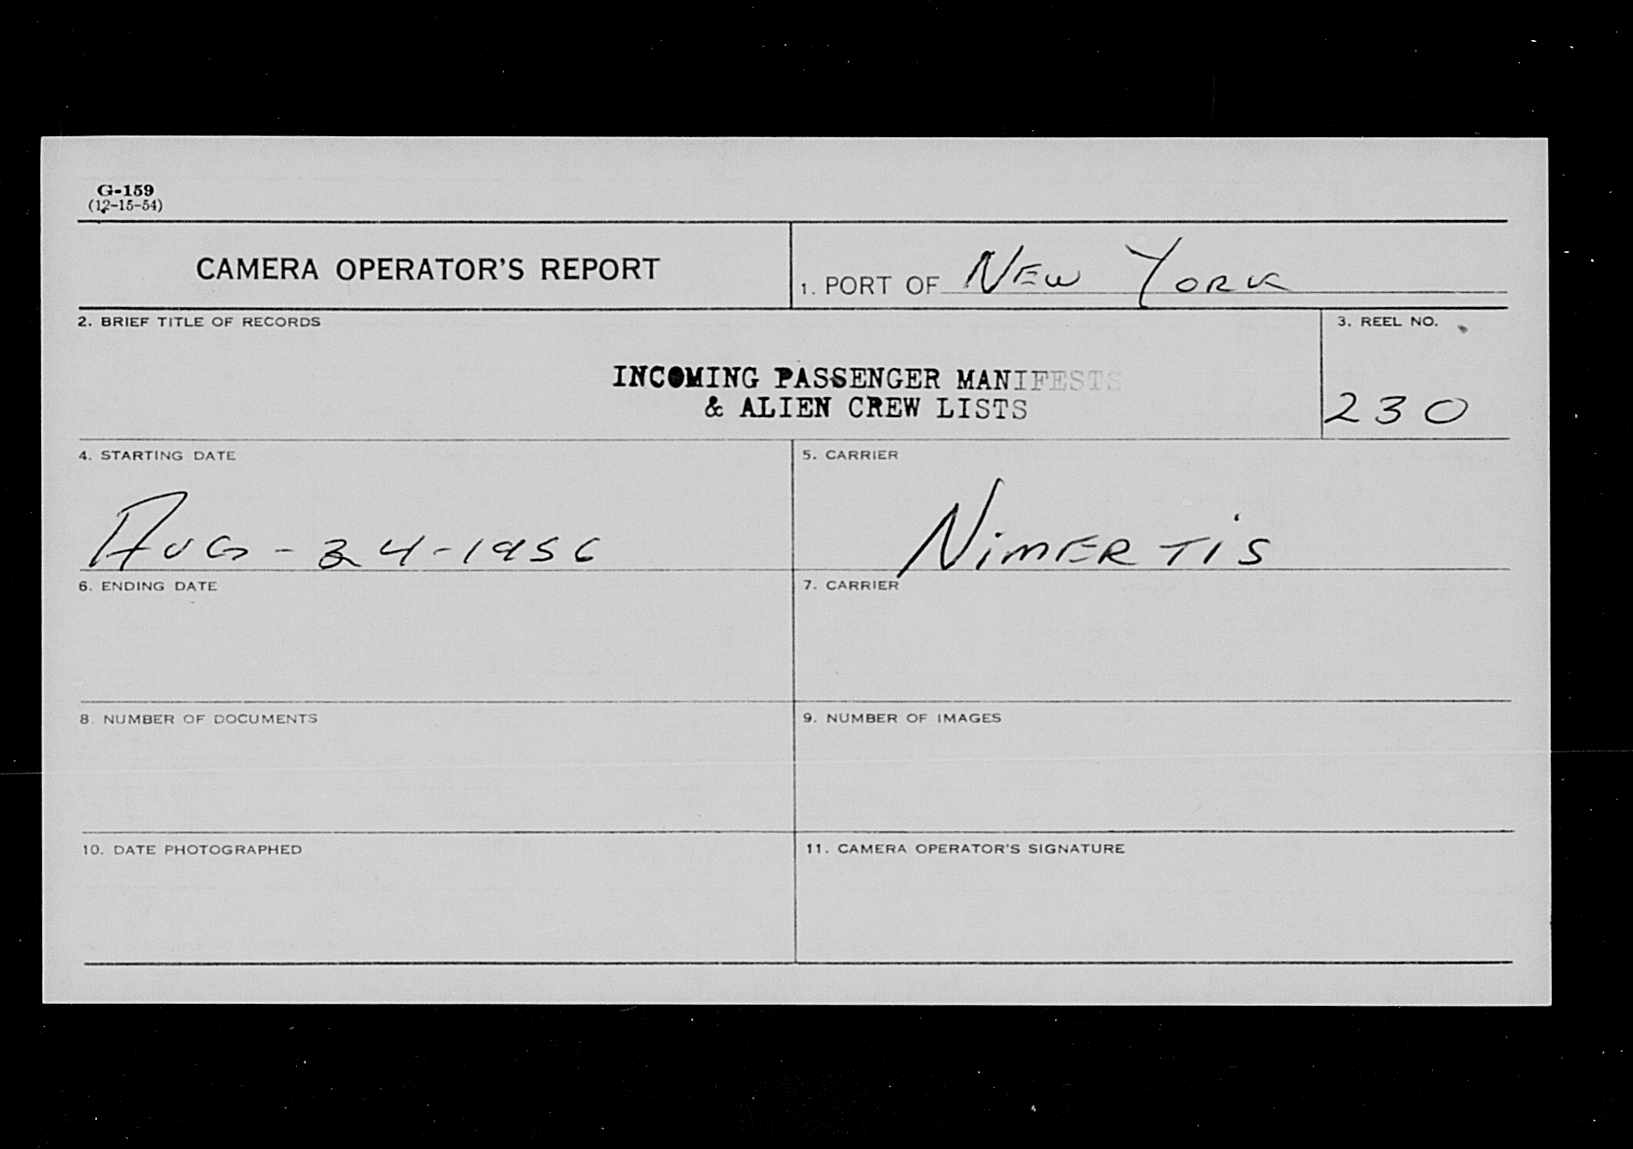 G-159
(12-15-54)
CAMERA OPERATOR'S REPORT
1. PORT OF NEW YORK
2. BRIEF TITLE OF RECORDS
INCOMING PASSENGER MANIFESTS
& ALIEN CREW LISTS
3. REEL NO.
230
4. STARTING DATE
AUG - 24 - 1956
5. CARRIER
NIMERTIS
6. ENDING DATE
7. CARRIER
8. NUMBER OF DOCUMENTS
9. NUMBER OF IMAGES
10. DATE PHOTOGRAPHED
11. CAMERA OPERATOR'S SIGNATURE